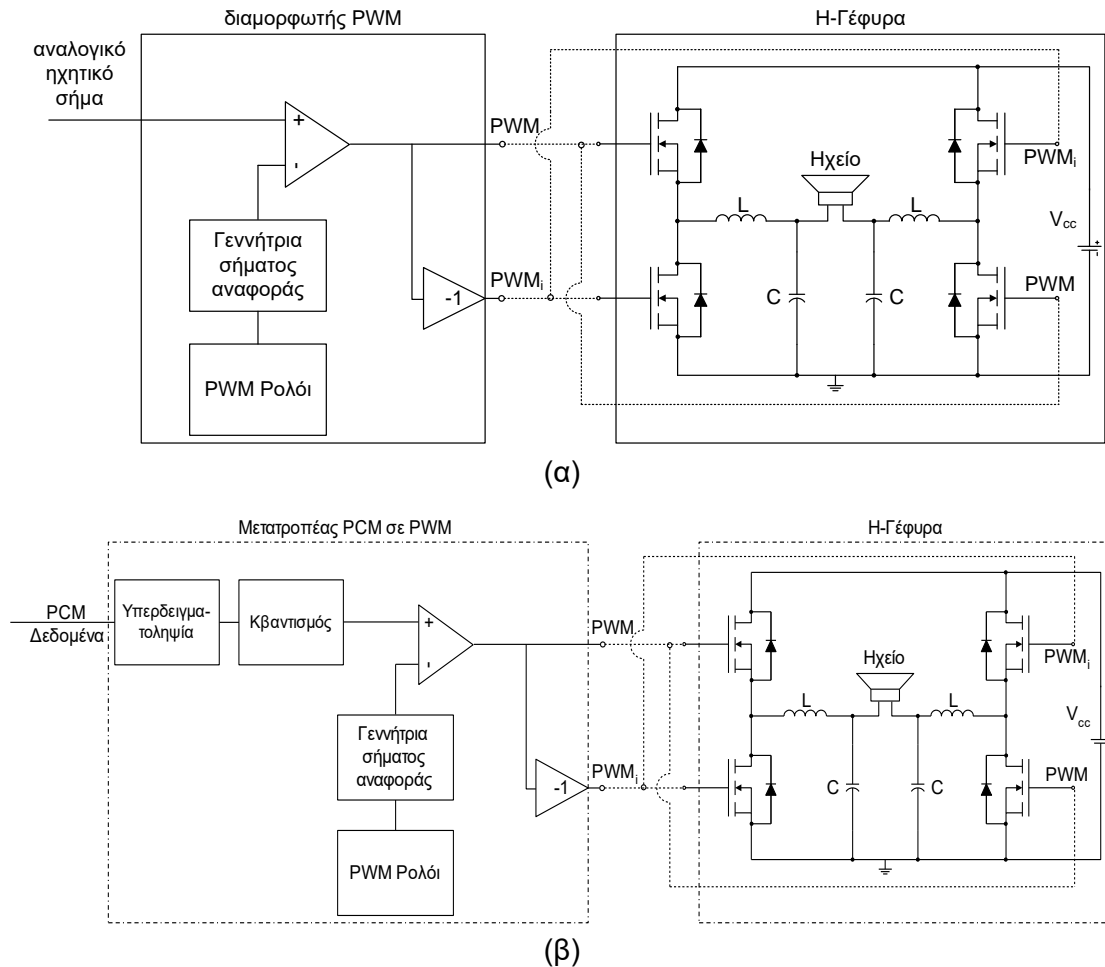 διαμορφωτής PWM
Η-Γέφυρα
αναλογικό
ηχητικό
σήμα
+
-
PWM
PWMi
Ηχείο
L
L
Vcc
+
-
Γεννήτρια
σήματος
αναφοράς
-1
PWMi
C
C
PWM
PWM Ρολόι
(α)
Μετατροπέας PCM σε PWM
Η-Γέφυρα
PCM
Δεδομένα
Υπερδειγμα-
τοληψία
Κβαντισμός
+
-
PWM
PWMi
Ηχείο
L
L
Vcc
Γεννήτρια
σήματος
αναφοράς
-1
PWMi
C
C
PWM
PWM Ρολόι
(β)